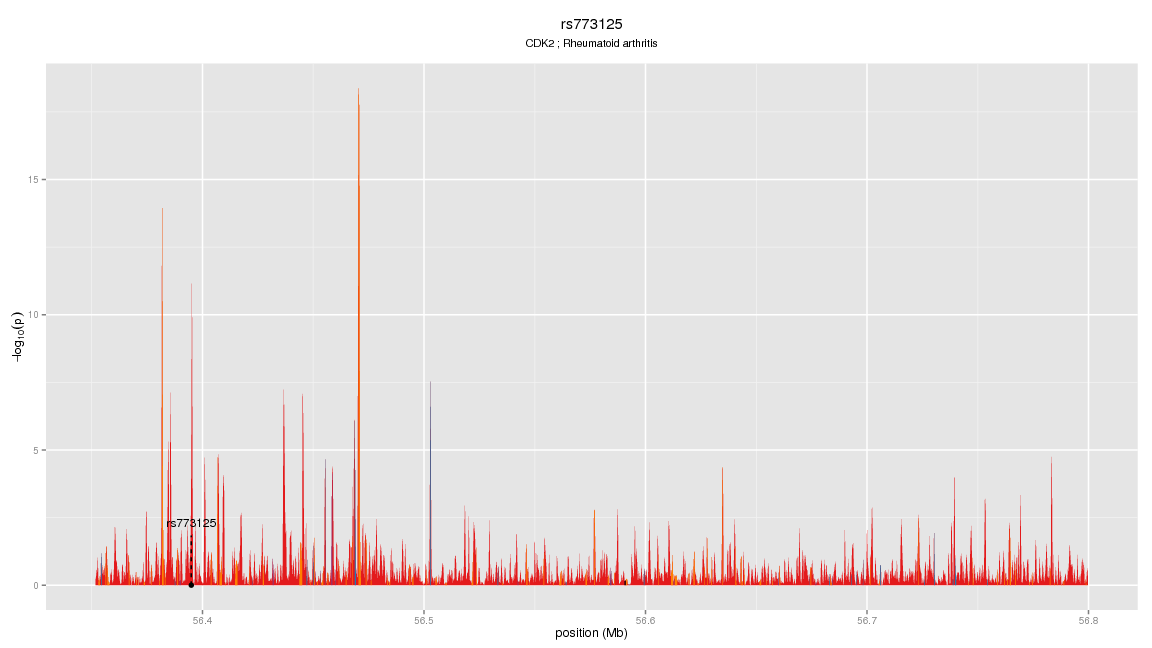 rs773125
CDK2 ; Rheumatoid arthritis
15
10
5
0
−log10(p)
rs773125
56.4
56.5
56.6
56.7
56.8
position (Mb)